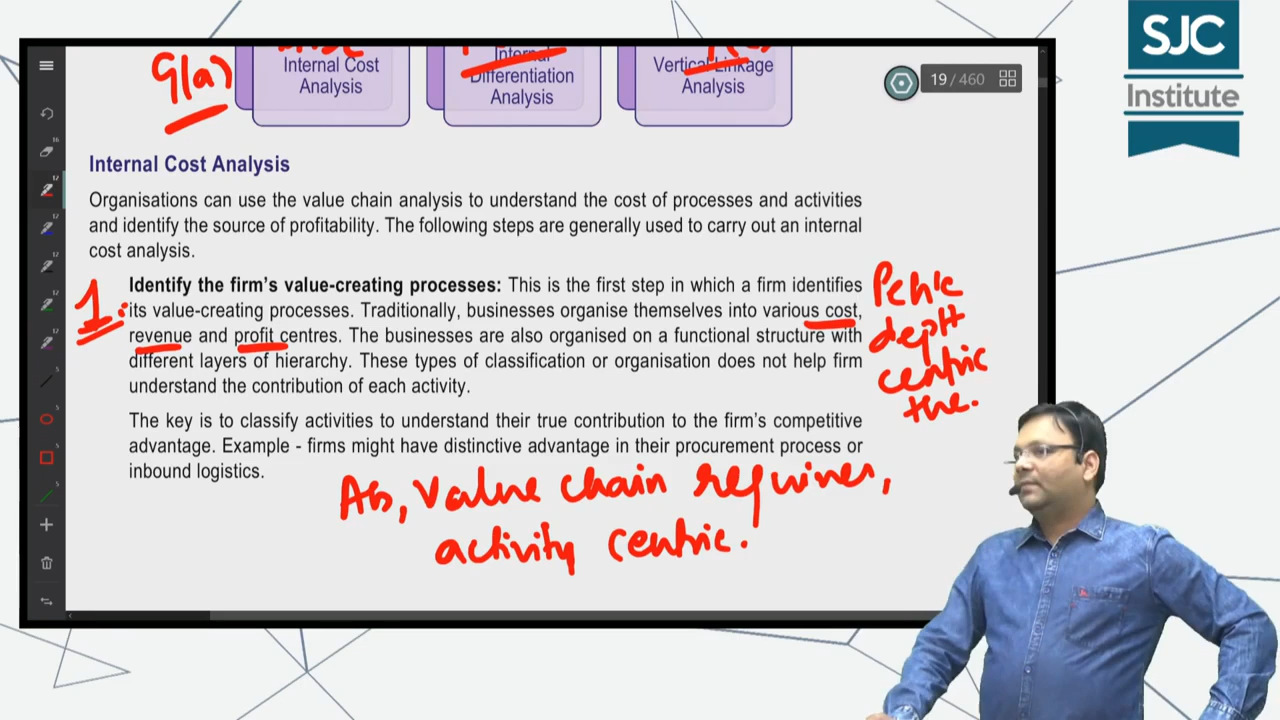 SJC
Institute
19 / 460
g(a)
Internal Cost
Analysis
Internal
Differentiation
Analysis
Vertical Linkage
Analysis
Internal Cost Analysis
Organisations can use the value chain analysis to understand the cost of processes and activities
and identify the source of profitability. The following steps are generally used to carry out an internal
cost analysis.
1. Identify the firm's value-creating processes: This is the first step in which a firm identifies
its value-creating processes. Traditionally, businesses organise themselves into various cost,
revenue and profit centres. The businesses are also organised on a functional structure with
different layers of hierarchy. These types of classification or organisation does not help firm
understand the contribution of each activity.
Pehle
deptt
centric
the.
The key is to classify activities to understand their true contribution to the firm's competitive
advantage. Example - firms might have distinctive advantage in their procurement process or
inbound logistics.
Ab, value chain requires,
activity centric.